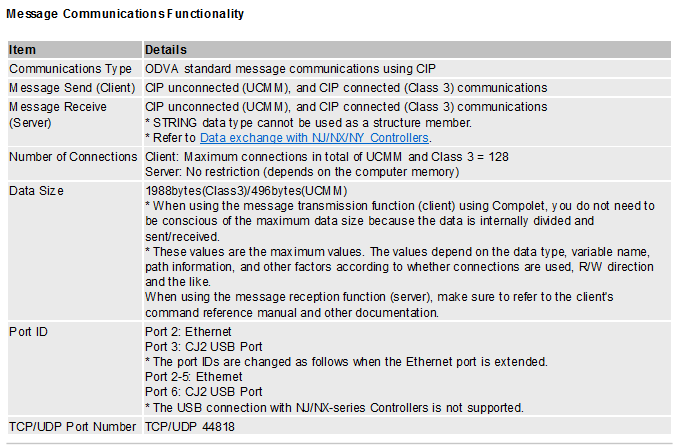 Message Communications Functionality
Item Details
Communications Type ODVA standard message communications using CIP
Message Send (Client) CIP unconnected (UCMM), and CIP connected (Class 3) communications
Message Receive CIP unconnected (UCMM), and CIP connected (Class 3) communications
(Server) * STRING data type cannot be used as a structure member.
* Refer to Data exchange with NJ/NX/NY Controllers.
Number of Connections Client: Maximum connections in total of UCMM and Class 3 = 128
Server: No restriction (depends on the computer memory)
Data Size 1988bytes(Class3)/496bytes(UCMM)
* When using the message transmission function (client) using Compolet, you do not need to
be conscious of the maximum data size because the data is internally divided and
sent/received.
* These values are the maximum values. The values depend on the data type, variable name,
path information, and other factors according to whether connections are used, R/W direction
and the like.
When using the message reception function (server), make sure to refer to the client's
command reference manual and other documentation.
Port ID Port 2: Ethernet
Port 3: CJ2 USB Port
* The port IDs are changed as follows when the Ethernet port is extended.
Port 2-5: Ethernet
Port 6: CJ2 USB Port
* The USB connection with NJ/NX-series Controllers is not supported.
TCP/UDP Port Number TCP/UDP 44818